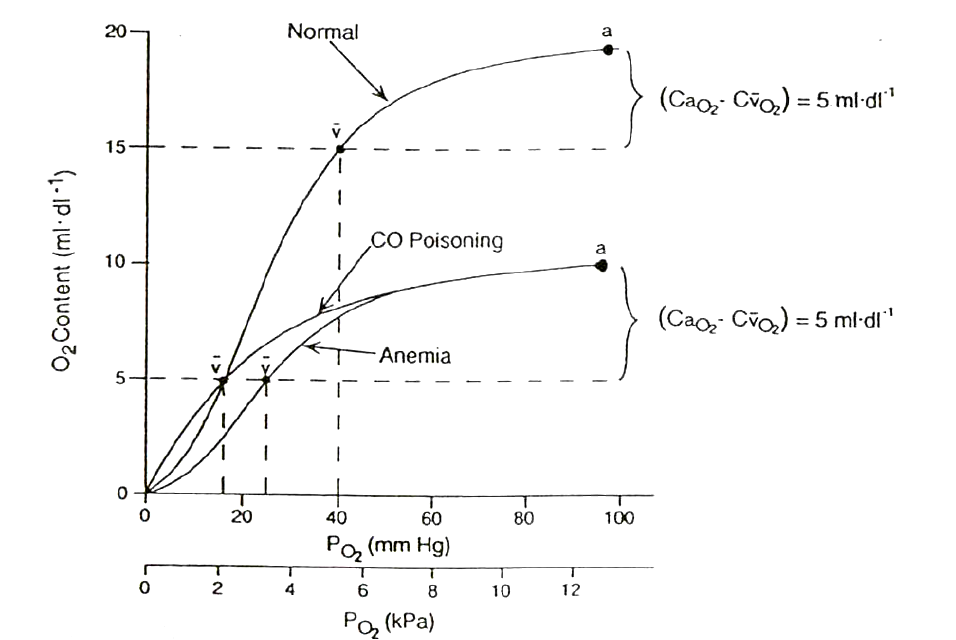 20
Normal
a
(CaO₂- Cv̄O₂) = 5 ml·dl⁻¹
v̄
15
O₂Content (ml·dl⁻¹)
CO Poisoning
a
10
(CaO₂- Cv̄O₂) = 5 ml·dl⁻¹
Anemia
v̄ v̄
5
0
0 20 40 60 80 100
PO₂ (mm Hg)
0 2 4 6 8 10 12
PO₂ (kPa)